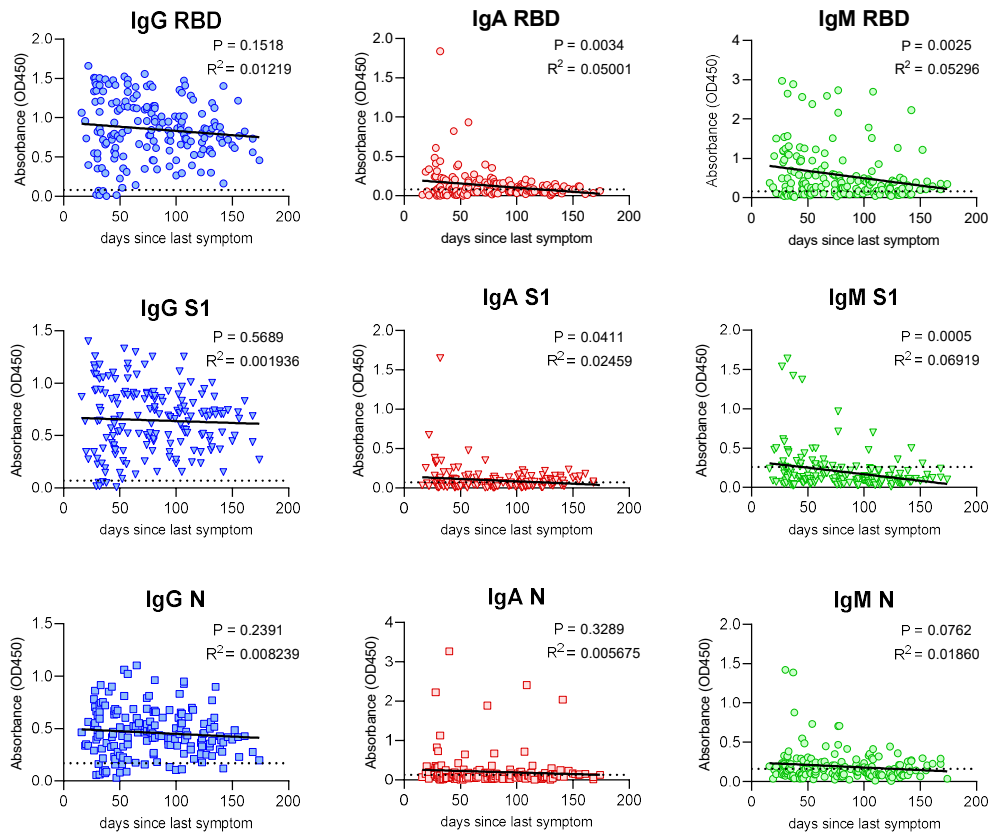 IgG RBD
P = 0.1518
R2 = 0.01219
Absorbance (OD450)
2.0
1.5
1.0
0.5
0.0
0 50 100 150 200
days since last symptom
IgA RBD
P = 0.0034
R2 = 0.05001
Absorbance (OD450)
2.0
1.5
1.0
0.5
0.0
0 50 100 150 200
days since last symptom
IgM RBD
P = 0.0025
R2 = 0.05296
Absorbance (OD450)
4
3
2
1
0
0 50 100 150 200
days since last symptom
IgG S1
P = 0.5689
R2 = 0.001936
Absorbance (OD450)
1.5
1.0
0.5
0.0
0 50 100 150 200
days since last symptom
IgA S1
P = 0.0411
R2 = 0.02459
Absorbance (OD450)
2.0
1.5
1.0
0.5
0.0
0 50 100 150 200
days since last symptom
IgM S1
P = 0.0005
R2 = 0.06919
Absorbance (OD450)
2.0
1.5
1.0
0.5
0.0
0 50 100 150 200
days since last symptom
IgG N
P = 0.2391
R2 = 0.008239
Absorbance (OD450)
1.5
1.0
0.5
0.0
0 50 100 150 200
days since last symptom
IgA N
P = 0.3289
R2 = 0.005675
Absorbance (OD450)
4
3
2
1
0
0 50 100 150 200
days since last symptom
IgM N
P = 0.0762
R2 = 0.01860
Absorbance (OD450)
2.0
1.5
1.0
0.5
0.0
0 50 100 150 200
days since last symptom